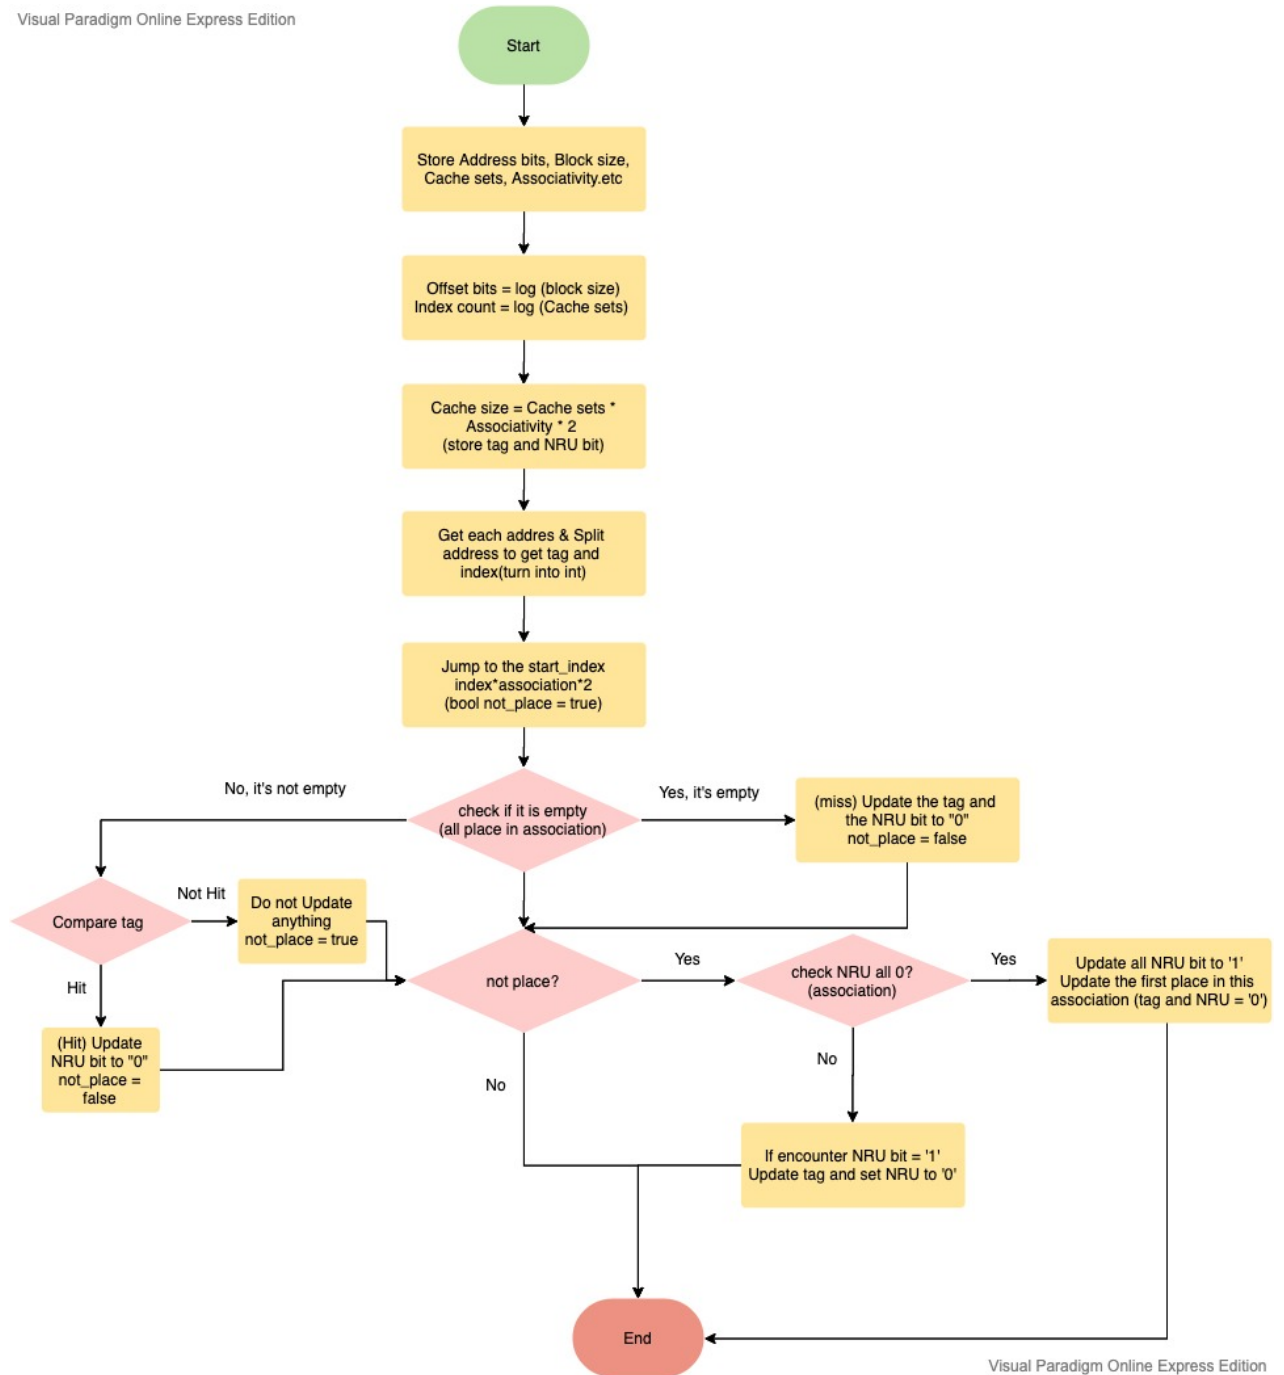 Visual Paradigm Online Express Edition
Start
Store Address bits, Block size,
Cache sets, Associativity.etc
Offset bits = log (block size)
Index count = log (Cache sets)
Cache size = Cache sets *
Associativity * 2
(store tag and NRU bit)
Get each addres & Split
address to get tag and
index(turn into int)
Jump to the start_index
index*association*2
(bool not_place = true)
No, it's not empty
check if it is empty
(all place in association)
Yes, it's empty
(miss) Update the tag and
the NRU bit to "0"
not_place = false
Compare tag
Not Hit
Do not Update
anything
not_place = true
Hit
(Hit) Update
NRU bit to "0"
not_place =
false
not place?
Yes
check NRU all 0?
(association)
Yes
Update all NRU bit to '1'
Update the first place in this
association (tag and NRU = '0')
No
No
If encounter NRU bit = '1'
Update tag and set NRU to '0'
End
Visual Paradigm Online Express Edition